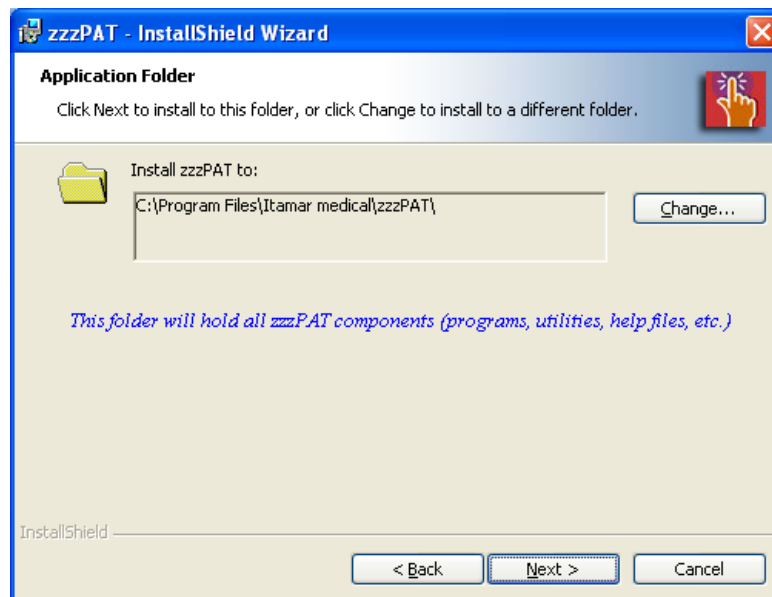 zzzPAT - InstallShield Wizard
Application Folder
Click Next to install to this folder, or click Change to install to a different folder.
Install zzzPAT to:
C:\Program Files\Itamar medical\zzzPAT\
Change...
This folder will hold all zzzPAT components (programs, utilities, help files, etc.)
InstallShield
< Back
Next >
Cancel